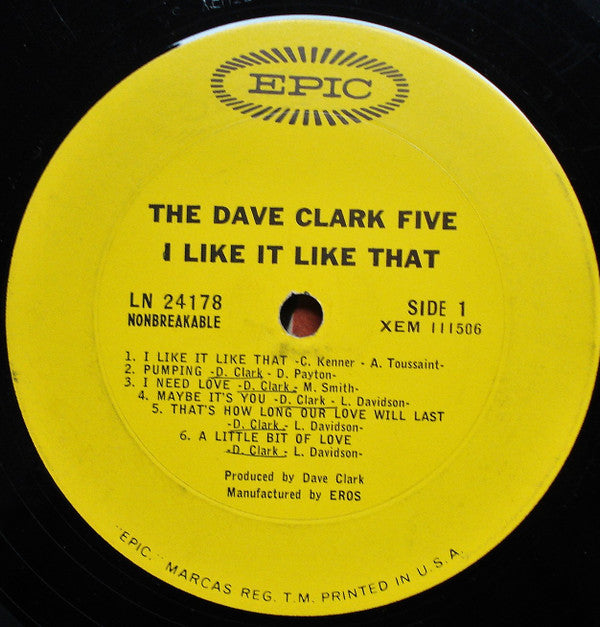 EPIC
THE DAVE CLARK FIVE
I LIKE IT LIKE THAT
LN 24178
NONBREAKABLE
SIDE 1
XEM 111506
1. I LIKE IT LIKE THAT -C. Kenner - A. Toussaint-
2. PUMPING -D. Clark - D. Payton-
3. I NEED LOVE -D. Clark - M. Smith-
4. MAYBE IT'S YOU -D. Clark - L. Davidson-
5. THAT'S HOW LONG OUR LOVE WILL LAST
-D. Clark - L. Davidson-
6. A LITTLE BIT OF LOVE
-D. Clark - L. Davidson-
Produced by Dave Clark
Manufactured by EROS
"EPIC," MARCAS REG. T.M. PRINTED IN U.S.A.